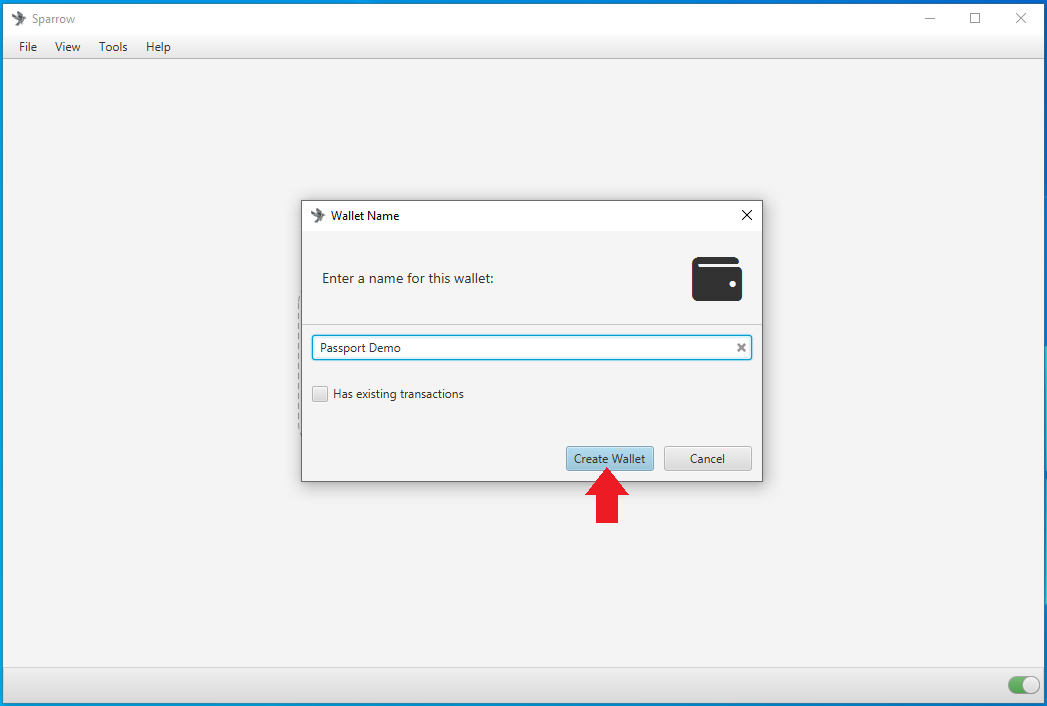 Sparrow
File View Tools Help
Wallet Name
Enter a name for this wallet:
Passport Demo
Has existing transactions
Create Wallet Cancel